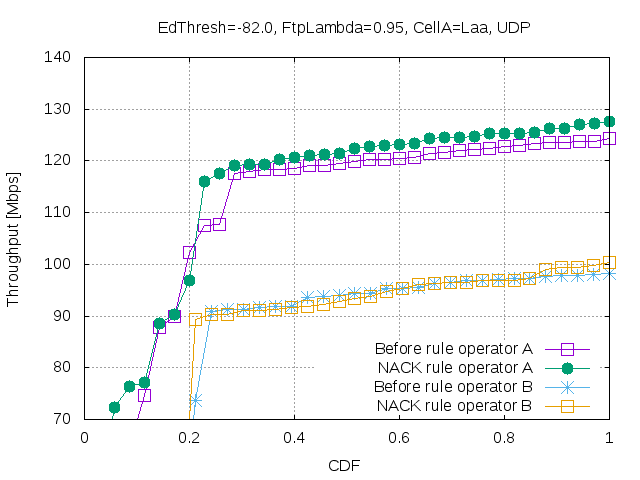 EdThresh=-82.0, FtpLambda=0.95, CellA=Laa, UDP
140
130
120
110
100
90
80
70
Throughput [Mbps]
Before rule operator A
NACK rule operator A
Before rule operator B
NACK rule operator B
0
0.2
0.4
0.6
0.8
1
CDF